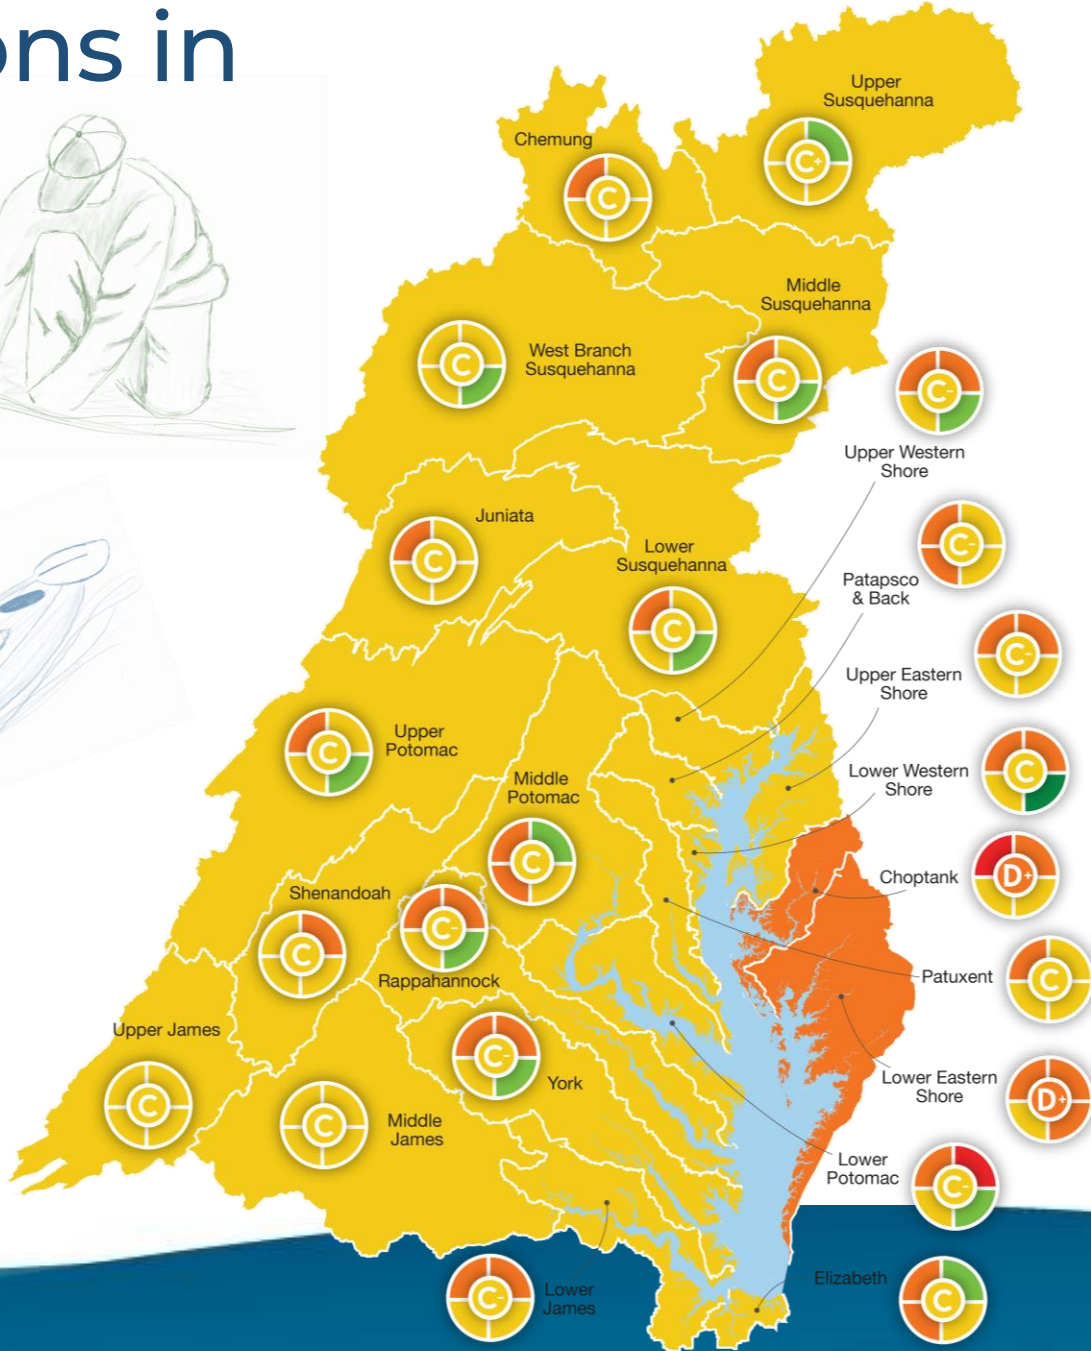 ons in
Upper
Susquehanna
C+
Chemung
C
Middle
Susquehanna
C
West Branch
Susquehanna
C
C-
Upper Western
Shore
Juniata
C
Lower
Susquehanna
C
C-
Patapsco
& Back
C-
Upper Eastern
Shore
Upper
Potomac
C
Middle
Potomac
C
Lower Western
Shore
C
Choptank
D+
Shenandoah
C
C-
Rappahannock
Patuxent
C
Upper James
C
C-
York
Middle
James
C
Lower Eastern
Shore
D+
Lower
Potomac
C-
Lower
James
C-
Elizabeth
C